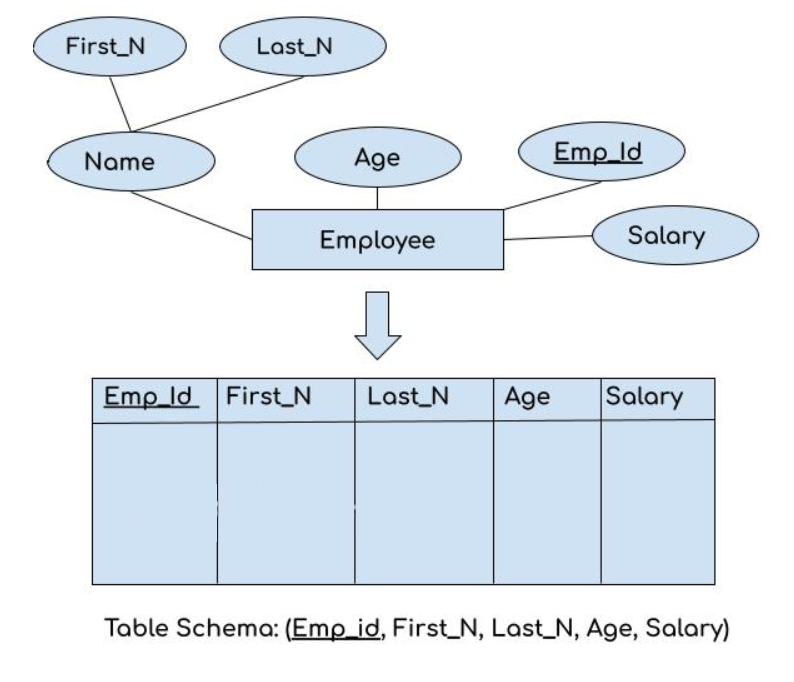 First_N
Last_N
Name
Age
Emp_Id
Employee
Salary
Emp_Id First_N Last_N Age Salary
Table Schema: (Emp_id, First_N, Last_N, Age, Salary)